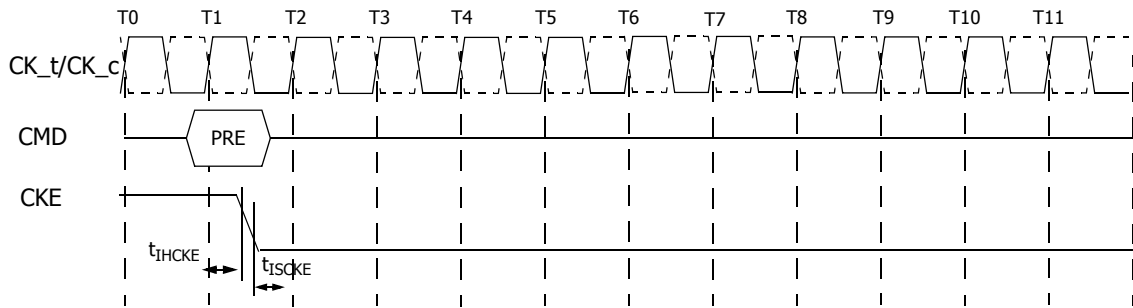 T0 T1 T2 T3 T4 T5 T6 T7 T8 T9 T10 T11
CK_t/CK_c
CMD
PRE
CKE
tIHCKE
tISCKE